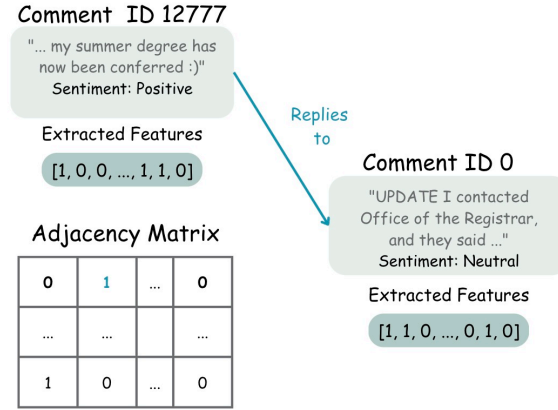 Comment ID 12777
"... my summer degree has
now been conferred :)"
Sentiment: Positive
Extracted Features
[1, 0, 0, ..., 1, 1, 0]
Replies
to
Comment ID 0
"UPDATE I contacted
Office of the Registrar,
and they said ..."
Sentiment: Neutral
Extracted Features
[1, 1, 0, ..., 0, 1, 0]
Adjacency Matrix
0 1 ... 0
... ... ...
1 0 ... 0